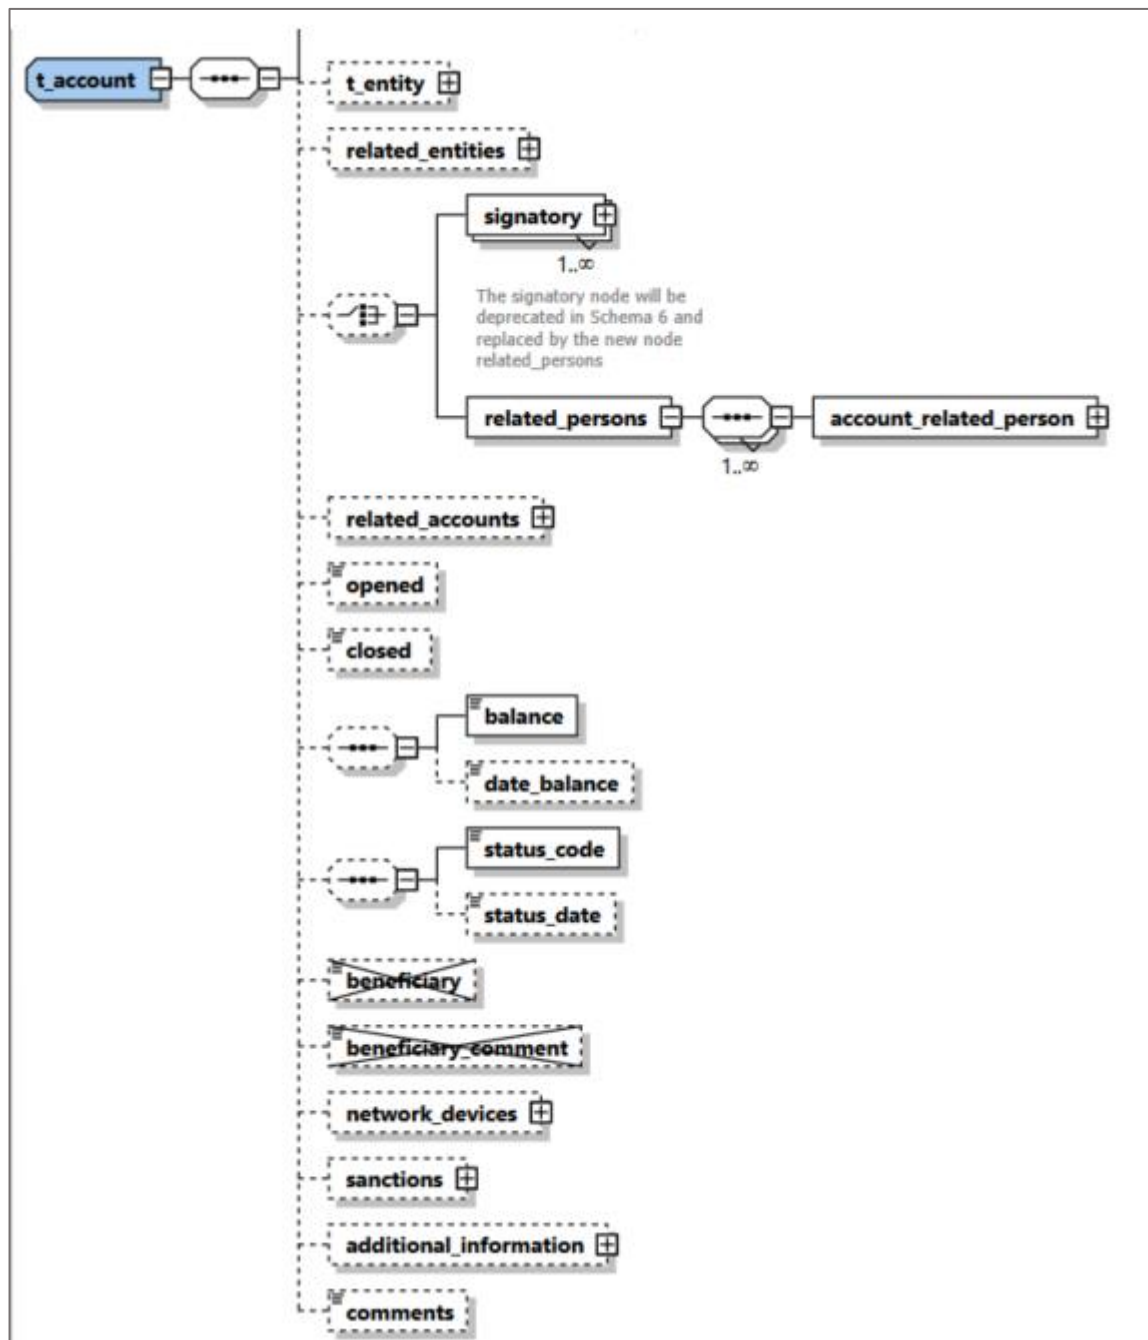 t_account
t_entity
related_entities
signatory
1..∞
The signatory node will be
deprecated in Schema 6 and
replaced by the new node
related_persons
related_persons
account_related_person
1..∞
related_accounts
opened
closed
balance
date_balance
status_code
status_date
beneficiary
beneficiary_comment
network_devices
sanctions
additional_information
comments